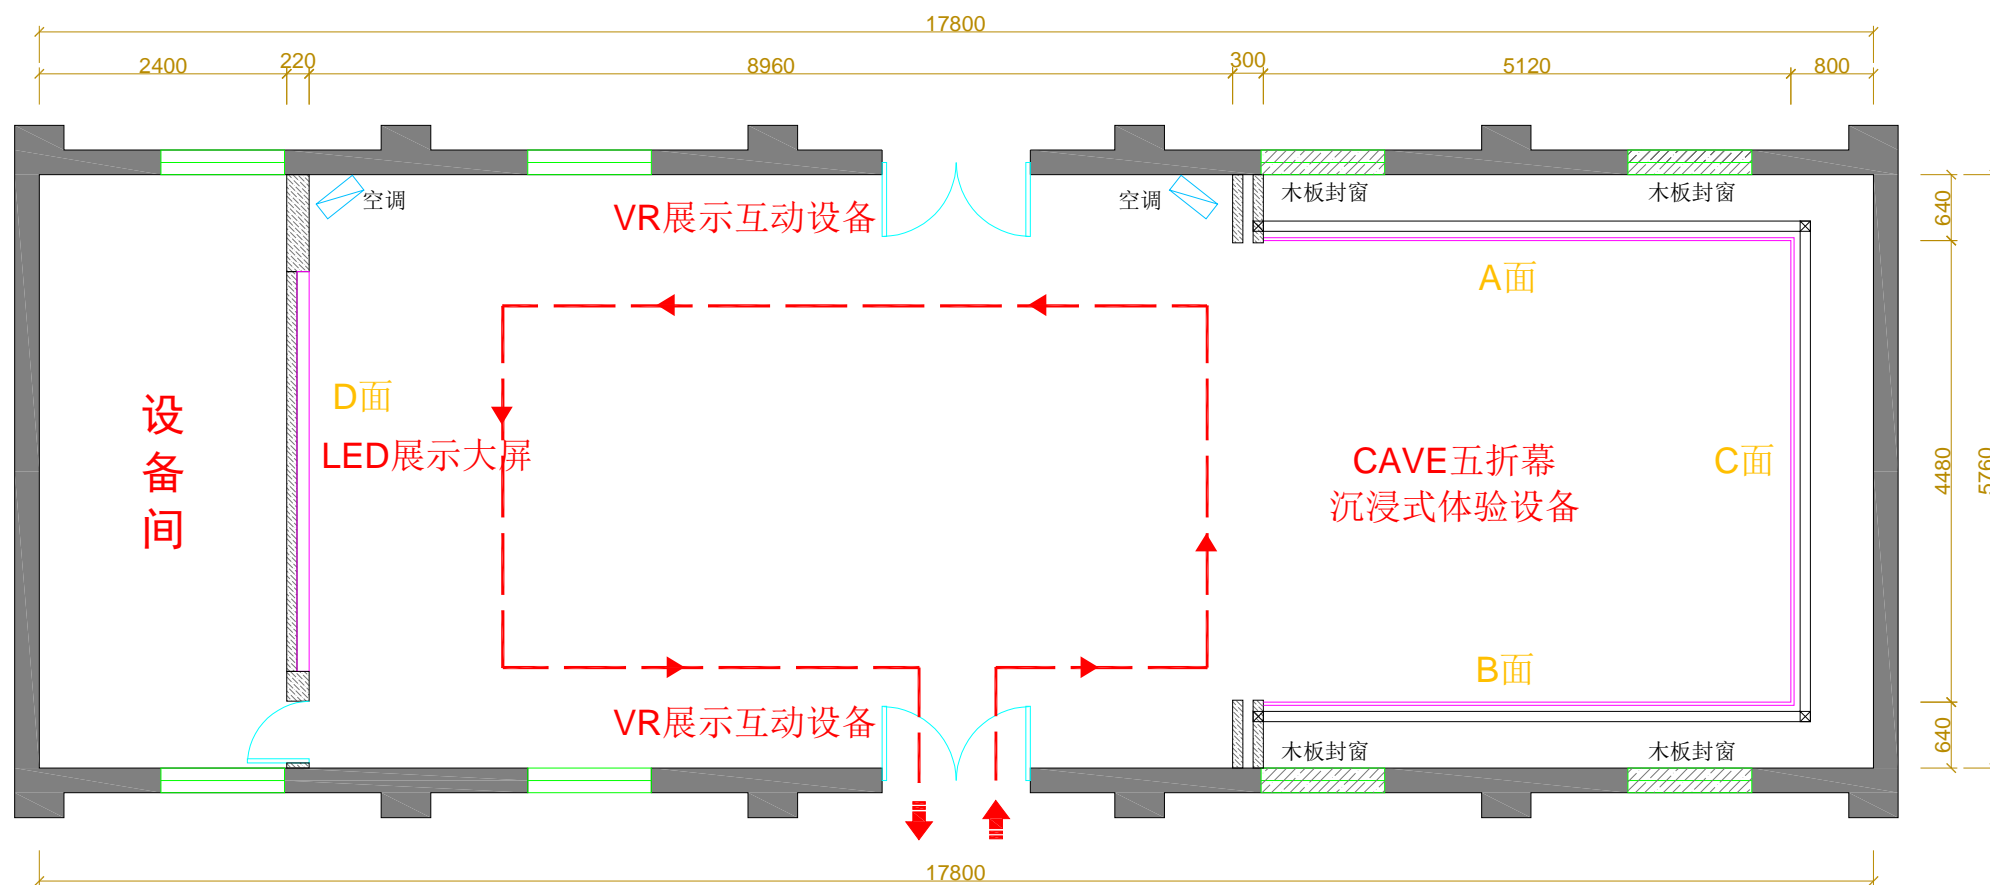 17800
2400
220
8960
300
5120
800
空调
空调
木板封窗
木板封窗
VR展示互动设备
640
A面
D面
LED展示大屏
设
备
间
CAVE五折幕
沉浸式体验设备
C面
4480
5760
B面
VR展示互动设备
木板封窗
木板封窗
640
17800